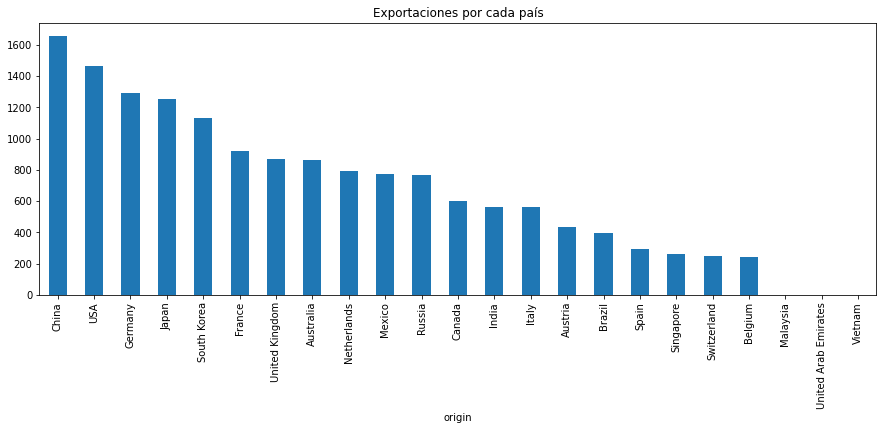 Exportaciones por cada país
1600
1400
1200
1000
800
600
400
200
0
China
USA
Germany
Japan
South Korea
France
United Kingdom
Australia
Netherlands
Mexico
Russia
Canada
India
Italy
Austria
Brazil
Spain
Singapore
Switzerland
Belgium
Malaysia
United Arab Emirates
Vietnam
origin